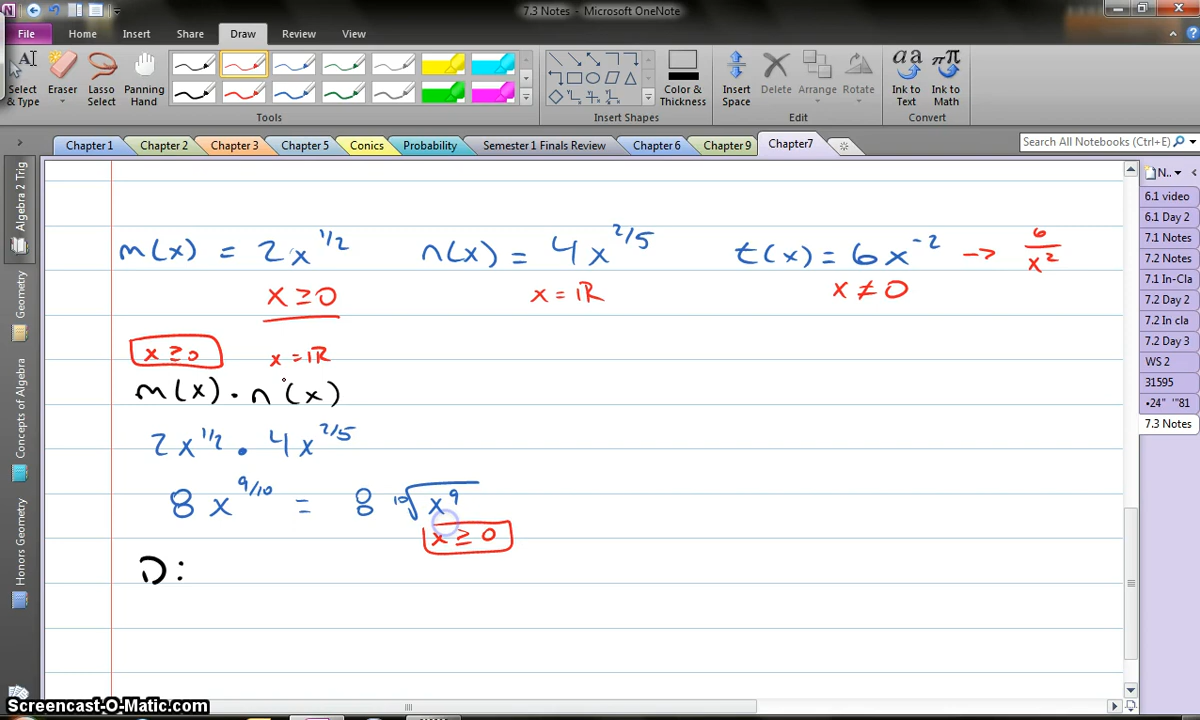 7.3 Notes - Microsoft OneNote
File Home Insert Share Draw Review View
Select & Type
Eraser
Lasso Select
Panning Hand
Color & Thickness
Insert Space
Delete
Arrange
Rotate
Ink to Text
Ink to Math
Tools
Insert Shapes
Edit
Convert
Chapter 1 Chapter 2 Chapter 3 Chapter 5 Conics Probability Semester 1 Finals Review Chapter 6 Chapter 9 Chapter7
Search All Notebooks (Ctrl+E)
Algebra 2 Trig
Geometry
Concepts of Algebra
Honors Geometry
N..
6.1 video
6.1 Day 2
7.1 Notes
7.2 Notes
7.1 In-Cla
7.2 Day 2
7.2 In cla
7.2 Day 3
WS 2
31595
•24" '"81
7.3 Notes
m(x) = 2x^1/2 n(x) = 4x^2/5 t(x) = 6x^-2 → 6/x^2
x ≥ 0 x = ℝ x ≠ 0
x ≥ 0 x = ℝ
m(x) · n(x)
2x^1/2 · 4x^2/5
8x^9/10 = 8 ¹⁰√x^9
x ≥ 0
D:
Screencast-O-Matic.com